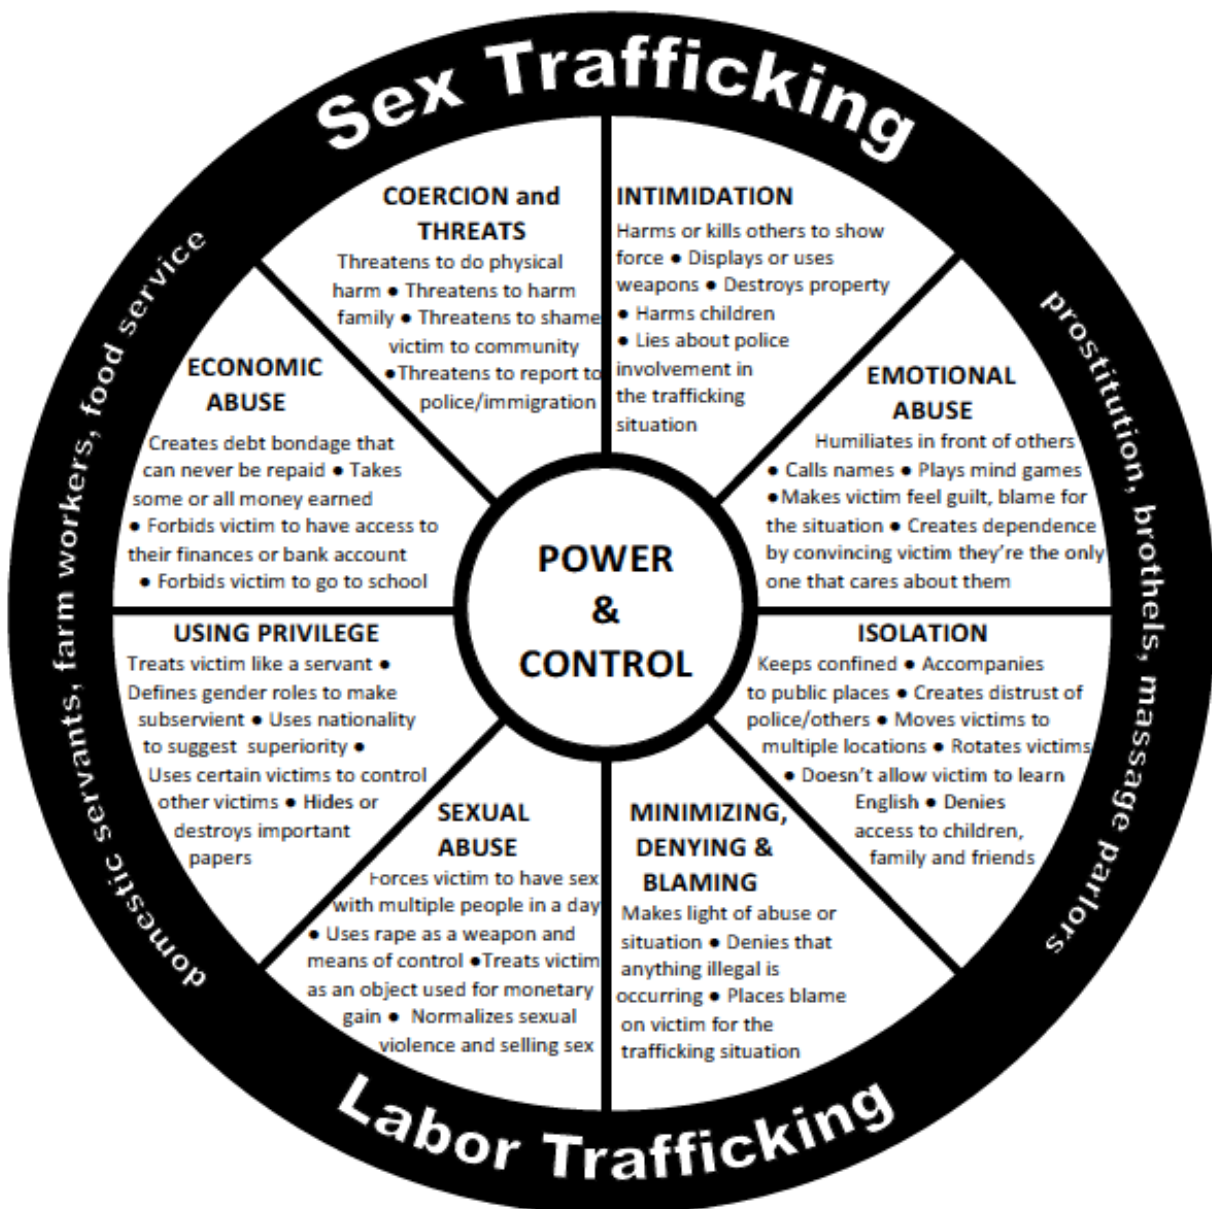 Sex Trafficking
COERCION and
THREATS
Threatens to do physical
harm ● Threatens to harm
family ● Threatens to shame
victim to community
●Threatens to report to
police/immigration
INTIMIDATION
Harms or kills others to show
force ● Displays or uses
weapons ● Destroys property
● Harms children
● Lies about police
involvement in
the trafficking
situation
EMOTIONAL
ABUSE
Humiliates in front of others
● Calls names ● Plays mind games
●Makes victim feel guilt, blame for
the situation ● Creates dependence
by convincing victim they're the only
one that cares about them
ISOLATION
Keeps confined ● Accompanies
to public places ● Creates distrust of
police/others ● Moves victims to
multiple locations ● Rotates victims
● Doesn't allow victim to learn
English ● Denies
access to children,
family and friends
MINIMIZING,
DENYING &
BLAMING
Makes light of abuse or
situation ● Denies that
anything illegal is
occurring ● Places blame
on victim for the
trafficking situation
SEXUAL
ABUSE
Forces victim to have sex
with multiple people in a day
● Uses rape as a weapon and
means of control ●Treats victim
as an object used for monetary
gain ● Normalizes sexual
violence and selling sex
USING PRIVILEGE
Treats victim like a servant ●
Defines gender roles to make
subservient ● Uses nationality
to suggest superiority ●
Uses certain victims to control
other victims ● Hides or
destroys important
papers
ECONOMIC
ABUSE
Creates debt bondage that
can never be repaid ● Takes
some or all money earned
● Forbids victim to have access to
their finances or bank account
● Forbids victim to go to school
POWER
&
CONTROL
domestic servants, farm workers, food service
prostitution, brothels, massage parlors
Labor Trafficking